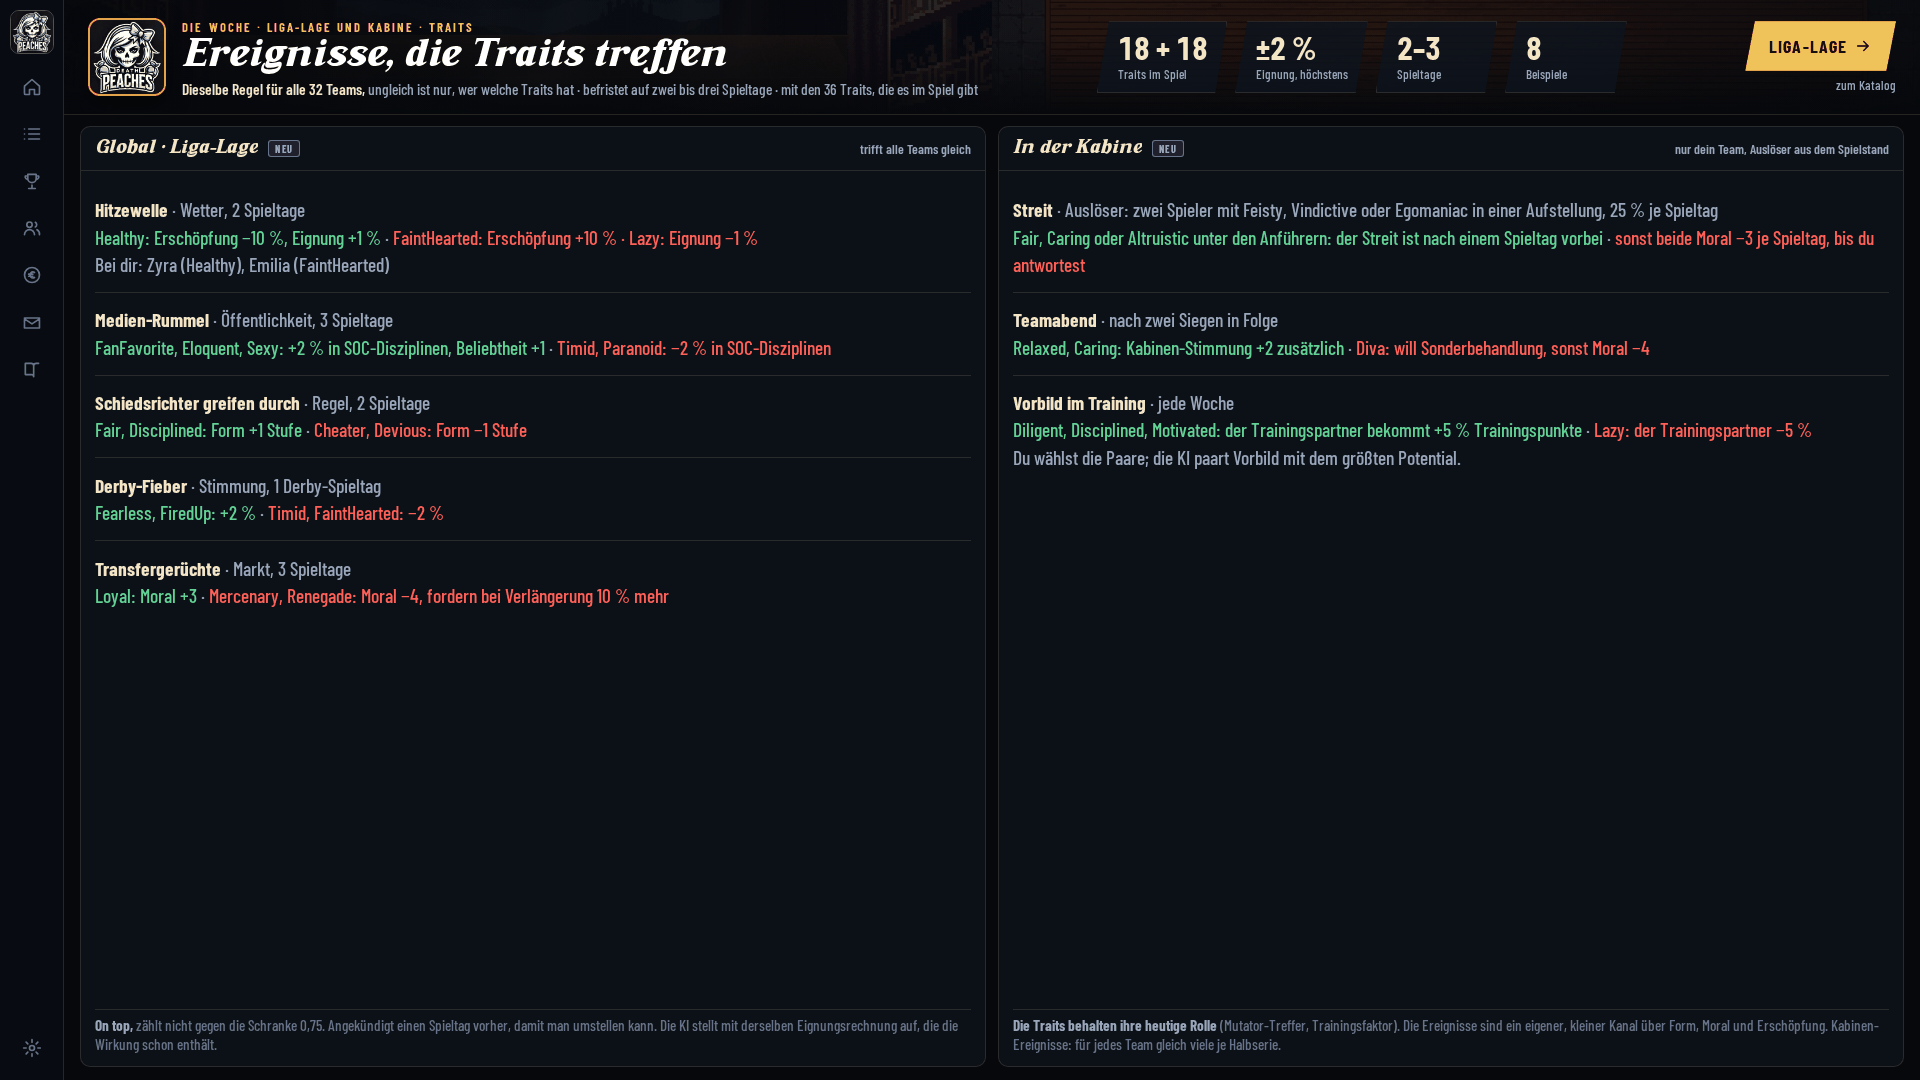 DIE WOCHE · LIGA-LAGE UND KABINE · TRAITS
Ereignisse, die Traits treffen
Dieselbe Regel für alle 32 Teams, ungleich ist nur, wer welche Traits hat · befristet auf zwei bis drei Spieltage · mit den 36 Traits, die es im Spiel gibt
18 + 18
Traits im Spiel
±2 %
Eignung, höchstens
2–3
Spieltage
8
Beispiele
LIGA-LAGE →
zum Katalog
DEATH
PEACHES
PEACHES
Global · Liga-Lage NEU
trifft alle Teams gleich
Hitzewelle · Wetter, 2 Spieltage
Healthy: Erschöpfung −10 %, Eignung +1 % · FaintHearted: Erschöpfung +10 % · Lazy: Eignung −1 %
Bei dir: Zyra (Healthy), Emilia (FaintHearted)
Medien-Rummel · Öffentlichkeit, 3 Spieltage
FanFavorite, Eloquent, Sexy: +2 % in SOC-Disziplinen, Beliebtheit +1 · Timid, Paranoid: −2 % in SOC-Disziplinen
Schiedsrichter greifen durch · Regel, 2 Spieltage
Fair, Disciplined: Form +1 Stufe · Cheater, Devious: Form −1 Stufe
Derby-Fieber · Stimmung, 1 Derby-Spieltag
Fearless, FiredUp: +2 % · Timid, FaintHearted: −2 %
Transfergerüchte · Markt, 3 Spieltage
Loyal: Moral +3 · Mercenary, Renegade: Moral −4, fordern bei Verlängerung 10 % mehr
On top, zählt nicht gegen die Schranke 0,75. Angekündigt einen Spieltag vorher, damit man umstellen kann. Die KI stellt mit derselben Eignungsrechnung auf, die die
Wirkung schon enthält.
In der Kabine NEU
nur dein Team, Auslöser aus dem Spielstand
Streit · Auslöser: zwei Spieler mit Feisty, Vindictive oder Egomaniac in einer Aufstellung, 25 % je Spieltag
Fair, Caring oder Altruistic unter den Anführern: der Streit ist nach einem Spieltag vorbei · sonst beide Moral −3 je Spieltag, bis du
antwortest
Teamabend · nach zwei Siegen in Folge
Relaxed, Caring: Kabinen-Stimmung +2 zusätzlich · Diva: will Sonderbehandlung, sonst Moral −4
Vorbild im Training · jede Woche
Diligent, Disciplined, Motivated: der Trainingspartner bekommt +5 % Trainingspunkte · Lazy: der Trainingspartner −5 %
Du wählst die Paare; die KI paart Vorbild mit dem größten Potential.
Die Traits behalten ihre heutige Rolle (Mutator-Treffer, Trainingsfaktor). Die Ereignisse sind ein eigener, kleiner Kanal über Form, Moral und Erschöpfung. Kabinen-
Ereignisse: für jedes Team gleich viele je Halbserie.